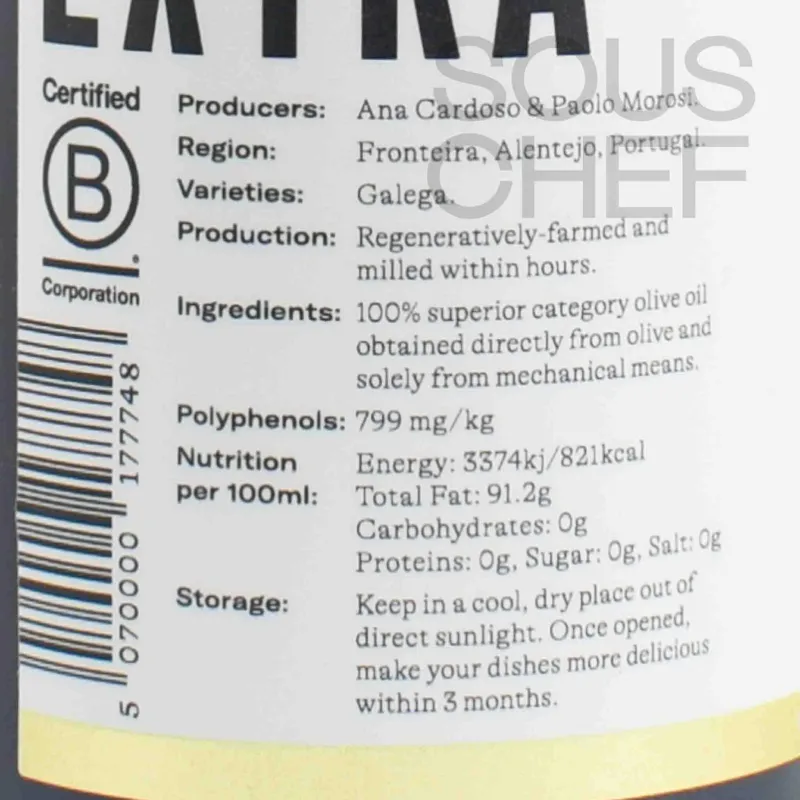 EXTRA
SOUS
CHEF
Certified
B
Corporation
Producers: Ana Cardoso & Paolo Morosi.
Region: Fronteira, Alentejo, Portugal.
Varieties: Galega.
Production: Regeneratively-farmed and
milled within hours.
Ingredients: 100% superior category olive oil
obtained directly from olive and
solely from mechanical means.
Polyphenols: 799 mg/kg
Nutrition Energy: 3374kj/821kcal
per 100ml: Total Fat: 91.2g
Carbohydrates: 0g
Proteins: 0g, Sugar: 0g, Salt: 0g
Storage: Keep in a cool, dry place out of
direct sunlight. Once opened,
make your dishes more delicious
within 3 months.
5 070000 177748